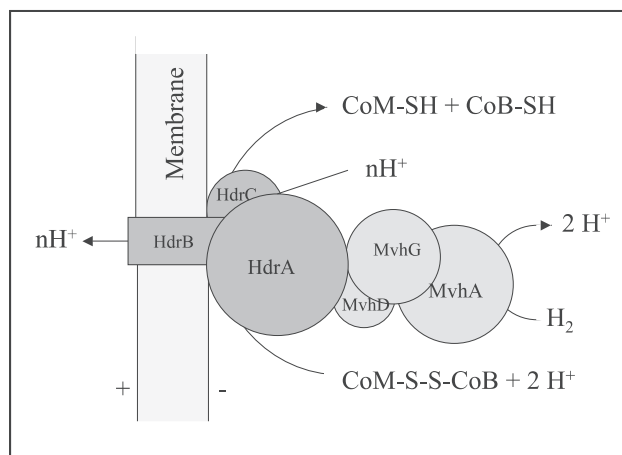 Membrane
CoM-SH + CoB-SH
nH⁺
HdrC
nH⁺
HdrB
HdrA
MvhG
MvhD
MvhA
2 H⁺
H₂
CoM-S-S-CoB + 2 H⁺
+
-